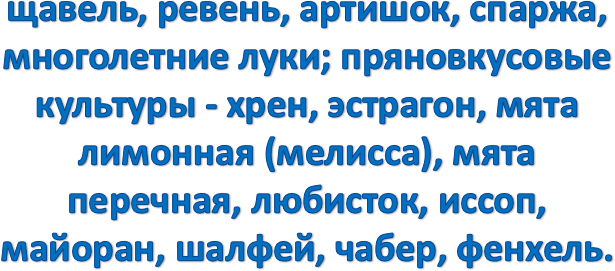 щавель, ревень, артишок, спаржа,
многолетние луки; пряновкусовые
культуры - хрен, эстрагон, мята
лимонная (мелисса), мята
перечная, любисток, иссоп,
майоран, шалфей, чабер, фенхель.